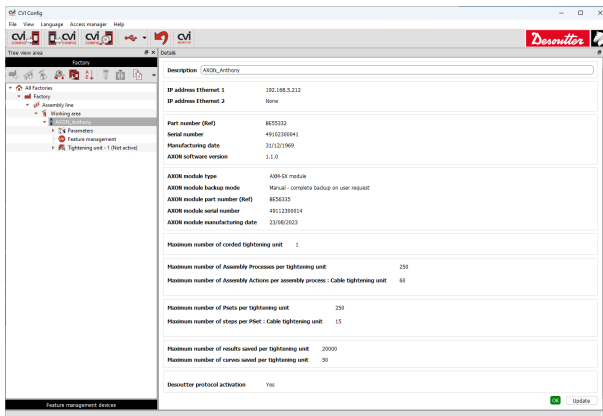 CVI Config
File View Language Access manager Help
Desoutter
Tree view area
Details
Factory
All Factories
Factory
Assembly line
Working area
AXON_Anthony
Parameters
Feature management
Tightening unit - 1 (Not active)
Feature management devices
Description AXON_Anthony
IP address Ethernet 1 192.168.5.212
IP address Ethernet 2 None
Part number (Ref) BE55332
Serial number 49102300041
Manufacturing date 31/12/1969
AXON software version 1.1.0
AXON module type AXM-SX module
AXON module backup mode Manual - complete backup on user request
AXON module part number (Ref) BE56335
AXON module serial number 49112300014
AXON module manufacturing date 23/08/2023
Maximum number of corded tightening unit 1
Maximum number of Assembly Processes per tightening unit 250
Maximum number of Assembly Actions per assembly process : Cable tightening unit 60
Maximum number of Psets per tightening unit 250
Maximum number of steps per PSet : Cable tightening unit 15
Maximum number of results saved per tightening unit 20000
Maximum number of curves saved per tightening unit 50
Desoutter protocol activation Yes
OK Update